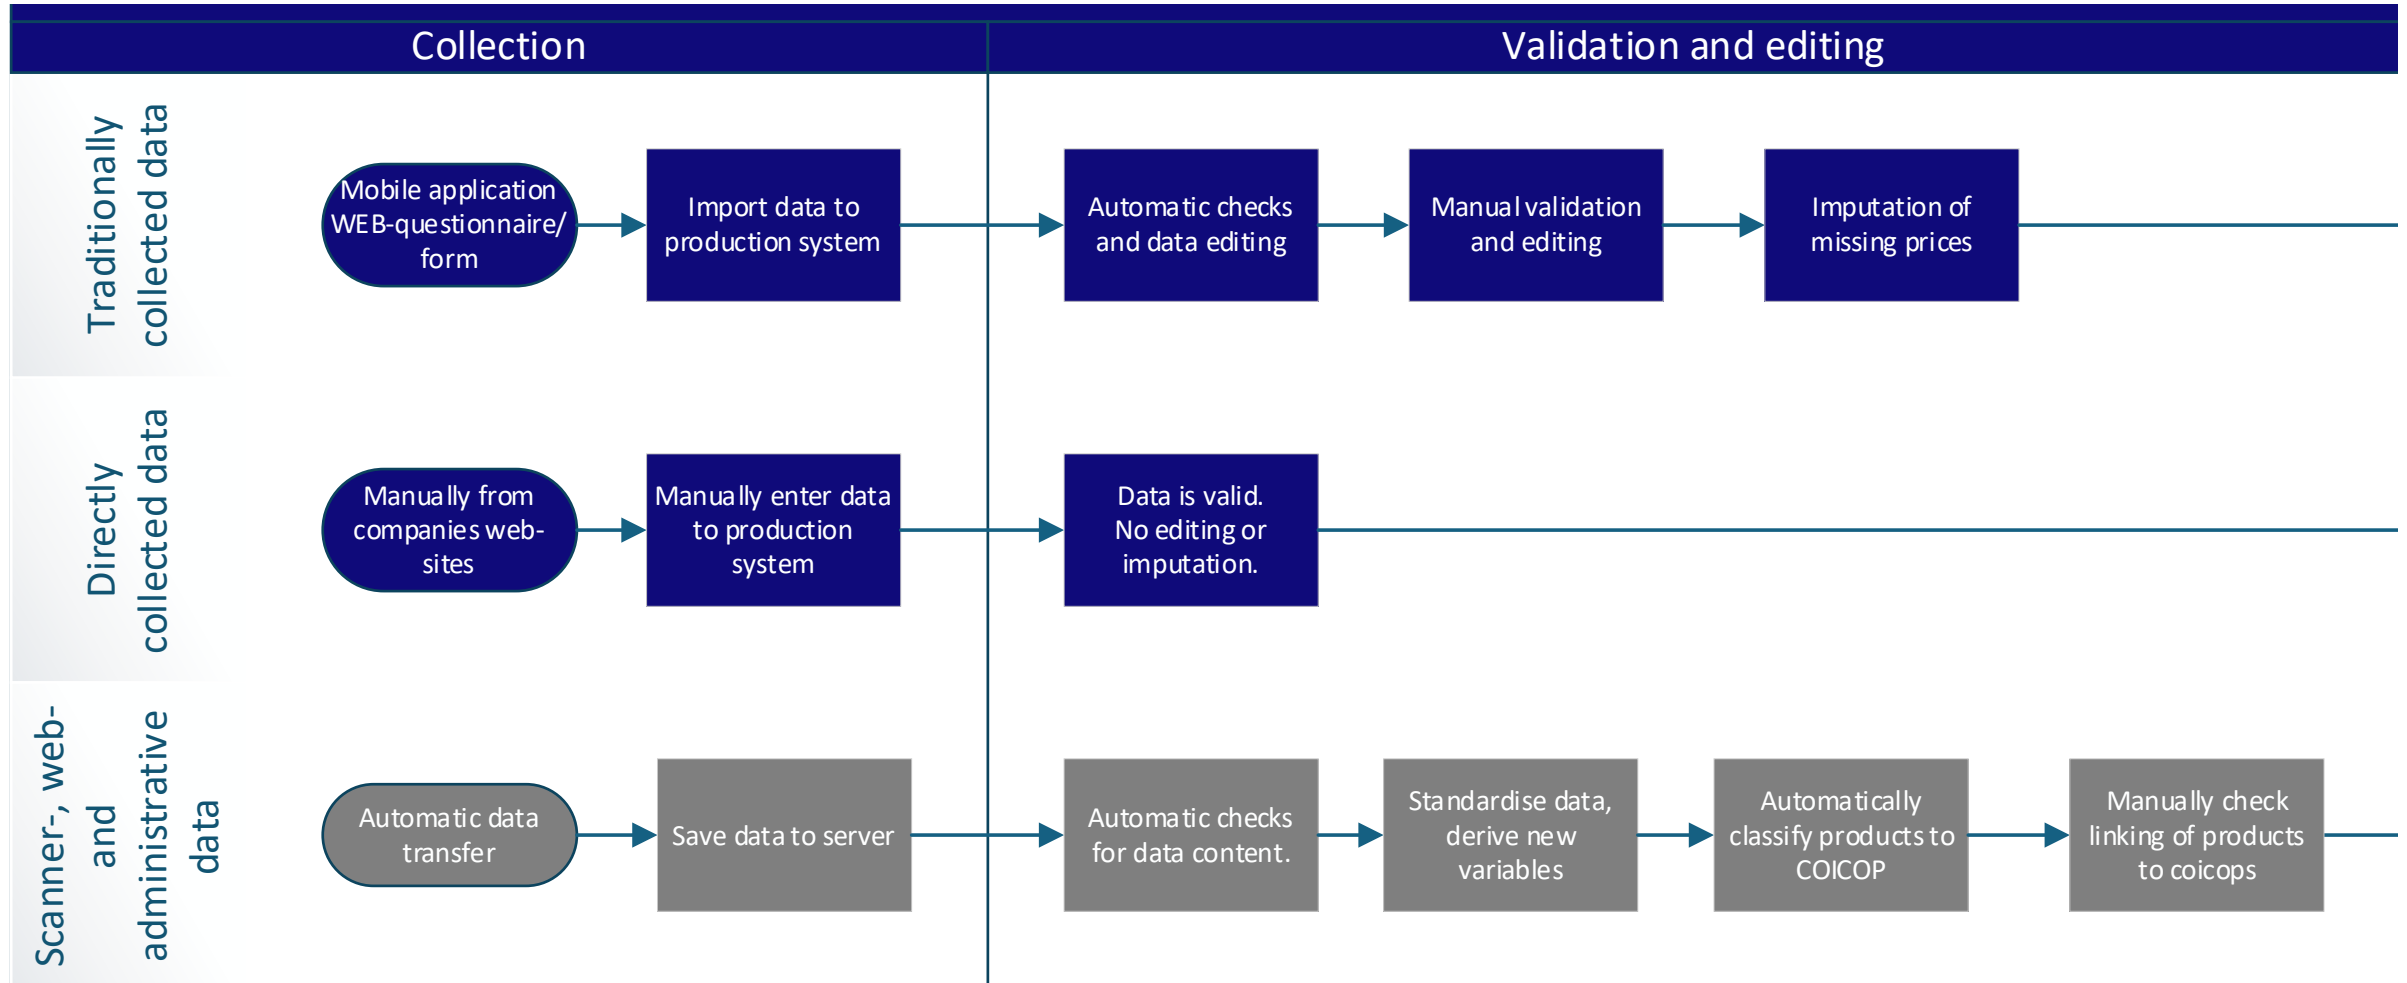 Collection
Validation and editing
Traditionally
collected data
Mobile application
WEB-questionnaire/
form
Import data to
production system
Automatic checks
and data editing
Manual validation
and editing
Imputation of
missing prices
Directly
collected data
Manually from
companies web-
sites
Manually enter data
to production
system
Data is valid.
No editing or
imputation.
Scanner-, web-
and
administrative
data
Automatic data
transfer
Save data to server
Automatic checks
for data content.
Standardise data,
derive new
variables
Automatically
classify products to
COICOP
Manually check
linking of products
to coicops